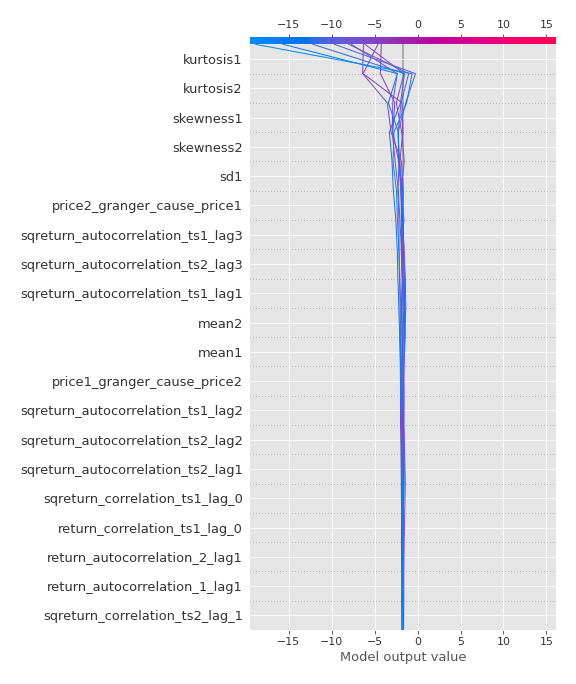 −15 −10 −5 0 5 10 15
kurtosis1
kurtosis2
skewness1
skewness2
sd1
price2_granger_cause_price1
sqreturn_autocorrelation_ts1_lag3
sqreturn_autocorrelation_ts2_lag3
sqreturn_autocorrelation_ts1_lag1
mean2
mean1
price1_granger_cause_price2
sqreturn_autocorrelation_ts1_lag2
sqreturn_autocorrelation_ts2_lag2
sqreturn_autocorrelation_ts2_lag1
sqreturn_correlation_ts1_lag_0
return_correlation_ts1_lag_0
return_autocorrelation_2_lag1
return_autocorrelation_1_lag1
sqreturn_correlation_ts2_lag_1
−15 −10 −5 0 5 10 15
Model output value